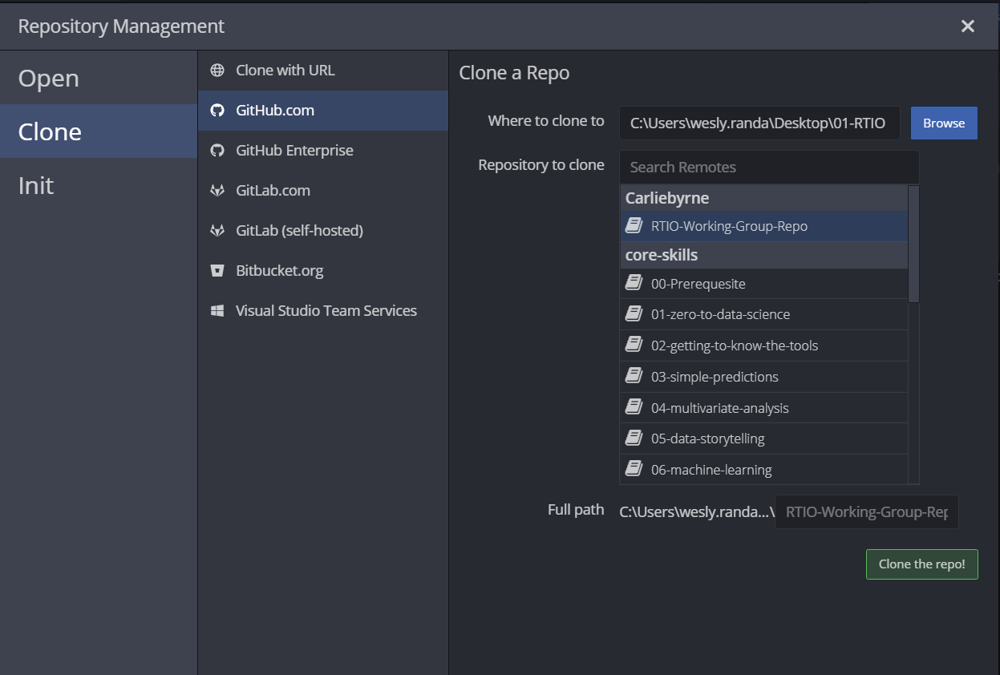 Repository Management
Open
Clone
Init
Clone with URL
GitHub.com
GitHub Enterprise
GitLab.com
GitLab (self-hosted)
Bitbucket.org
Visual Studio Team Services
Clone a Repo
Where to clone to C:\Users\wesly.randa\Desktop\01-RTIO Browse
Repository to clone Search Remotes
Carliebyrne
RTIO-Working-Group-Repo
core-skills
00-Prerequesite
01-zero-to-data-science
02-getting-to-know-the-tools
03-simple-predictions
04-multivariate-analysis
05-data-storytelling
06-machine-learning
Full path C:\Users\wesly.randa...\ RTIO-Working-Group-Rep
Clone the repo!